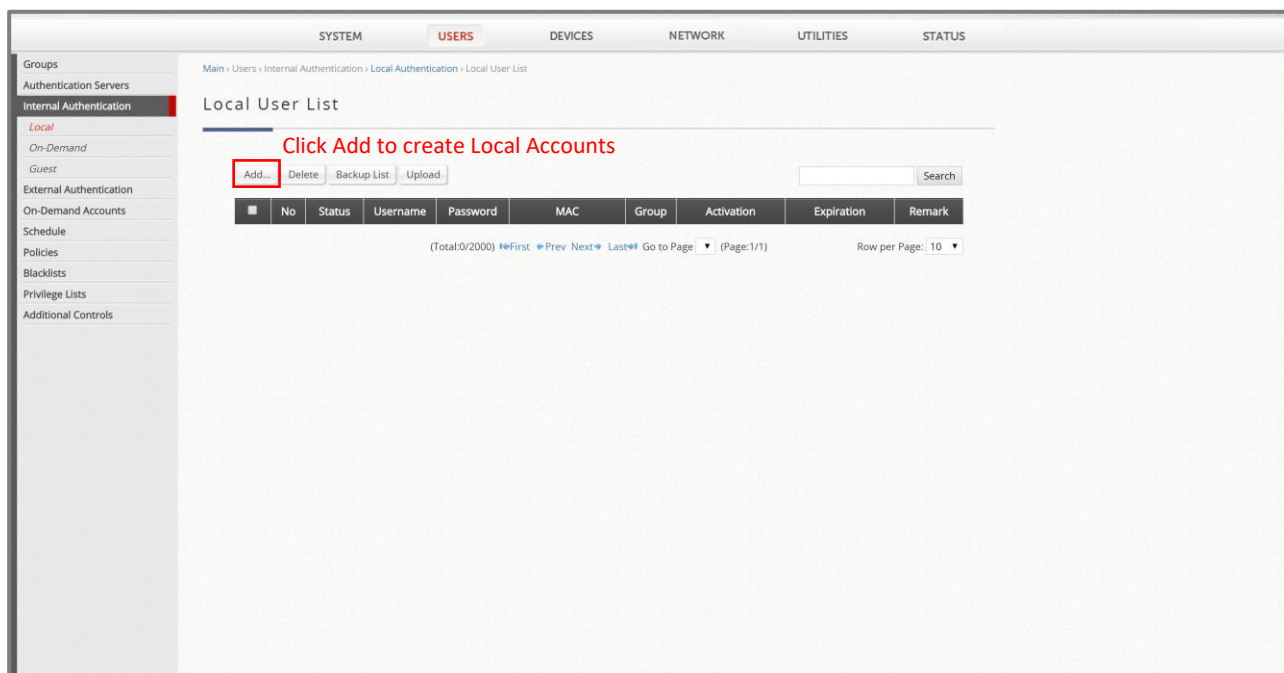 SYSTEM USERS DEVICES NETWORK UTILITIES STATUS
Groups
Authentication Servers
Internal Authentication
Local
On-Demand
Guest
External Authentication
On-Demand Accounts
Schedule
Policies
Blacklists
Privilege Lists
Additional Controls
Main › Users › Internal Authentication › Local Authentication › Local User List
Local User List
Click Add to create Local Accounts
Add... Delete Backup List Upload Search
No Status Username Password MAC Group Activation Expiration Remark
(Total:0/2000) First Prev Next Last Go to Page (Page:1/1) Row per Page: 10